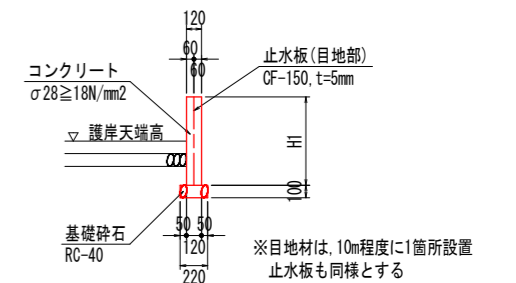 120
60
60
止水板(目地部)
CF-150,t=5mm
コンクリート
σ28≧18N/mm2
護岸天端高
H1
100
基礎砕石
RC-40
50
50
120
220
※目地材は,10m程度に1箇所設置
止水板も同様とする